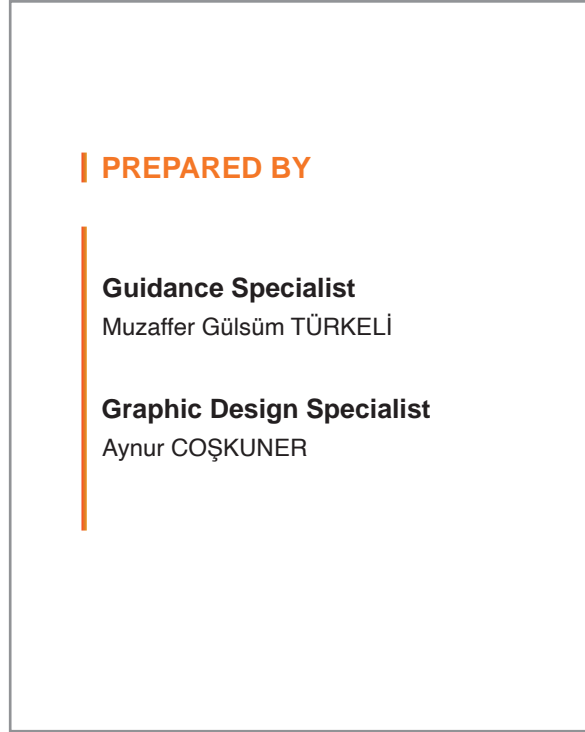 PREPARED BY
Guidance Specialist
Muzaffer Gülsüm TÜRKELİ
Graphic Design Specialist
Aynur COŞKUNER